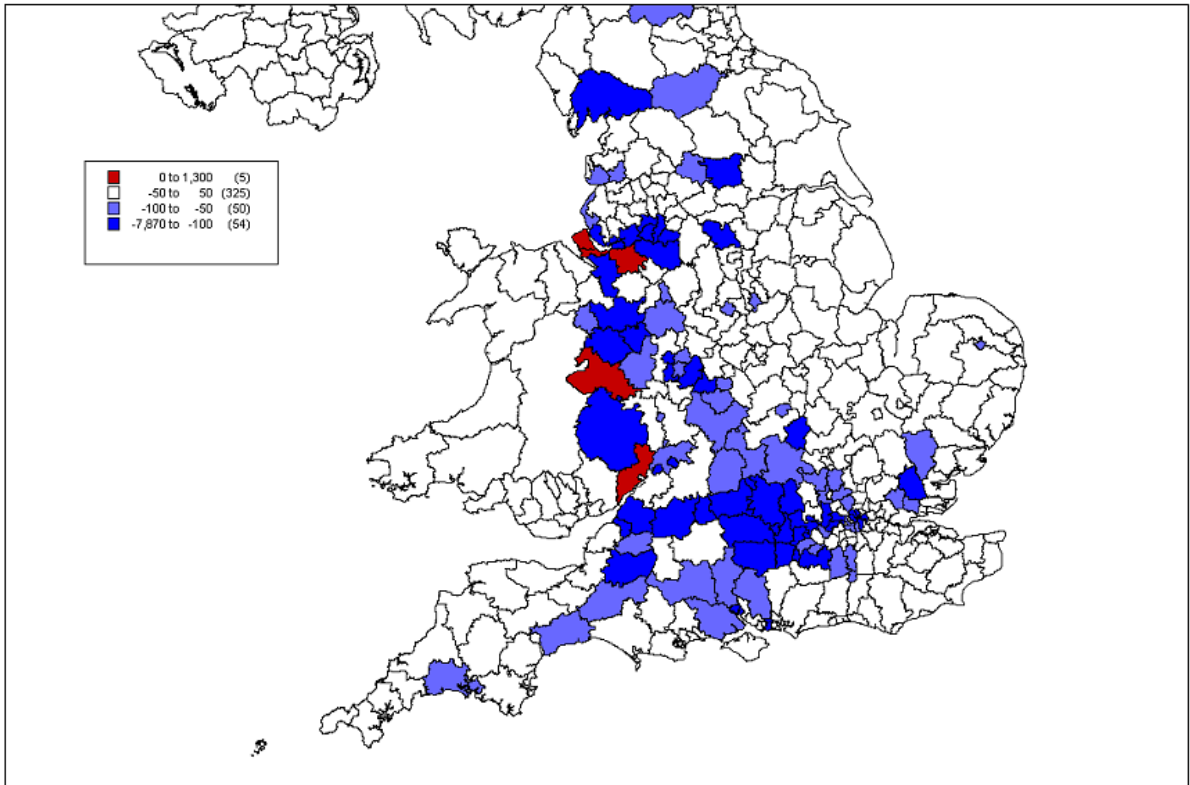 0 to 1,300 (5)
-50 to 50 (325)
-100 to -50 (50)
-7,870 to -100 (54)